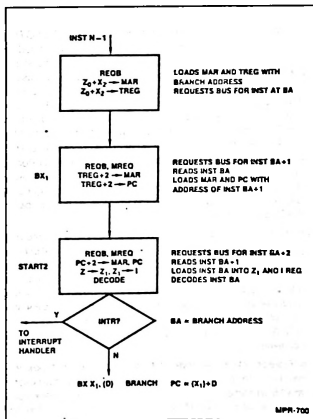 INST N-1
REQB
Z₀+X₂→MAR
Z₀+X₂→TREG
LOADS MAR AND TREG WITH
BRANCH ADDRESS
REQUESTS BUS FOR INST AT BA
BX₁
REQB, MREQ
TREG+2→MAR
TREG+2→PC
REQUESTS BUS FOR INST BA+1
READS INST BA
LOADS MAR AND PC WITH
ADDRESS OF INST BA+1
START2
REQB, MREQ
PC+2→MAR, PC
Z→Z₁, Z₁→I
DECODE
REQUESTS BUS FOR INST BA+2
READS INST BA+1
LOADS INST BA INTO Z₁ AND I REG
DECODES INST BA
Y
INTR?
BA = BRANCH ADDRESS
TO
INTERRUPT
HANDLER
N
BX X₁, (D) BRANCH PC = (X₁)+D
MPR-700